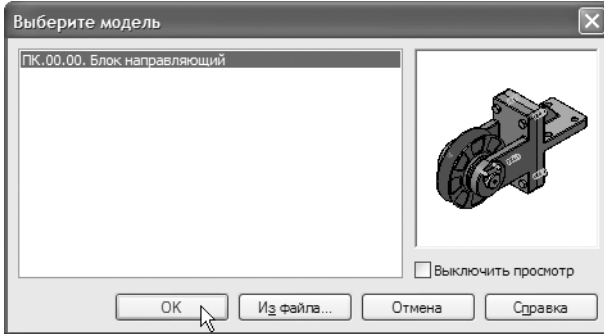 Выберите модель
ПК.00.00. Блок направляющий
Выключить просмотр
OK
Из файла...
Отмена
Справка